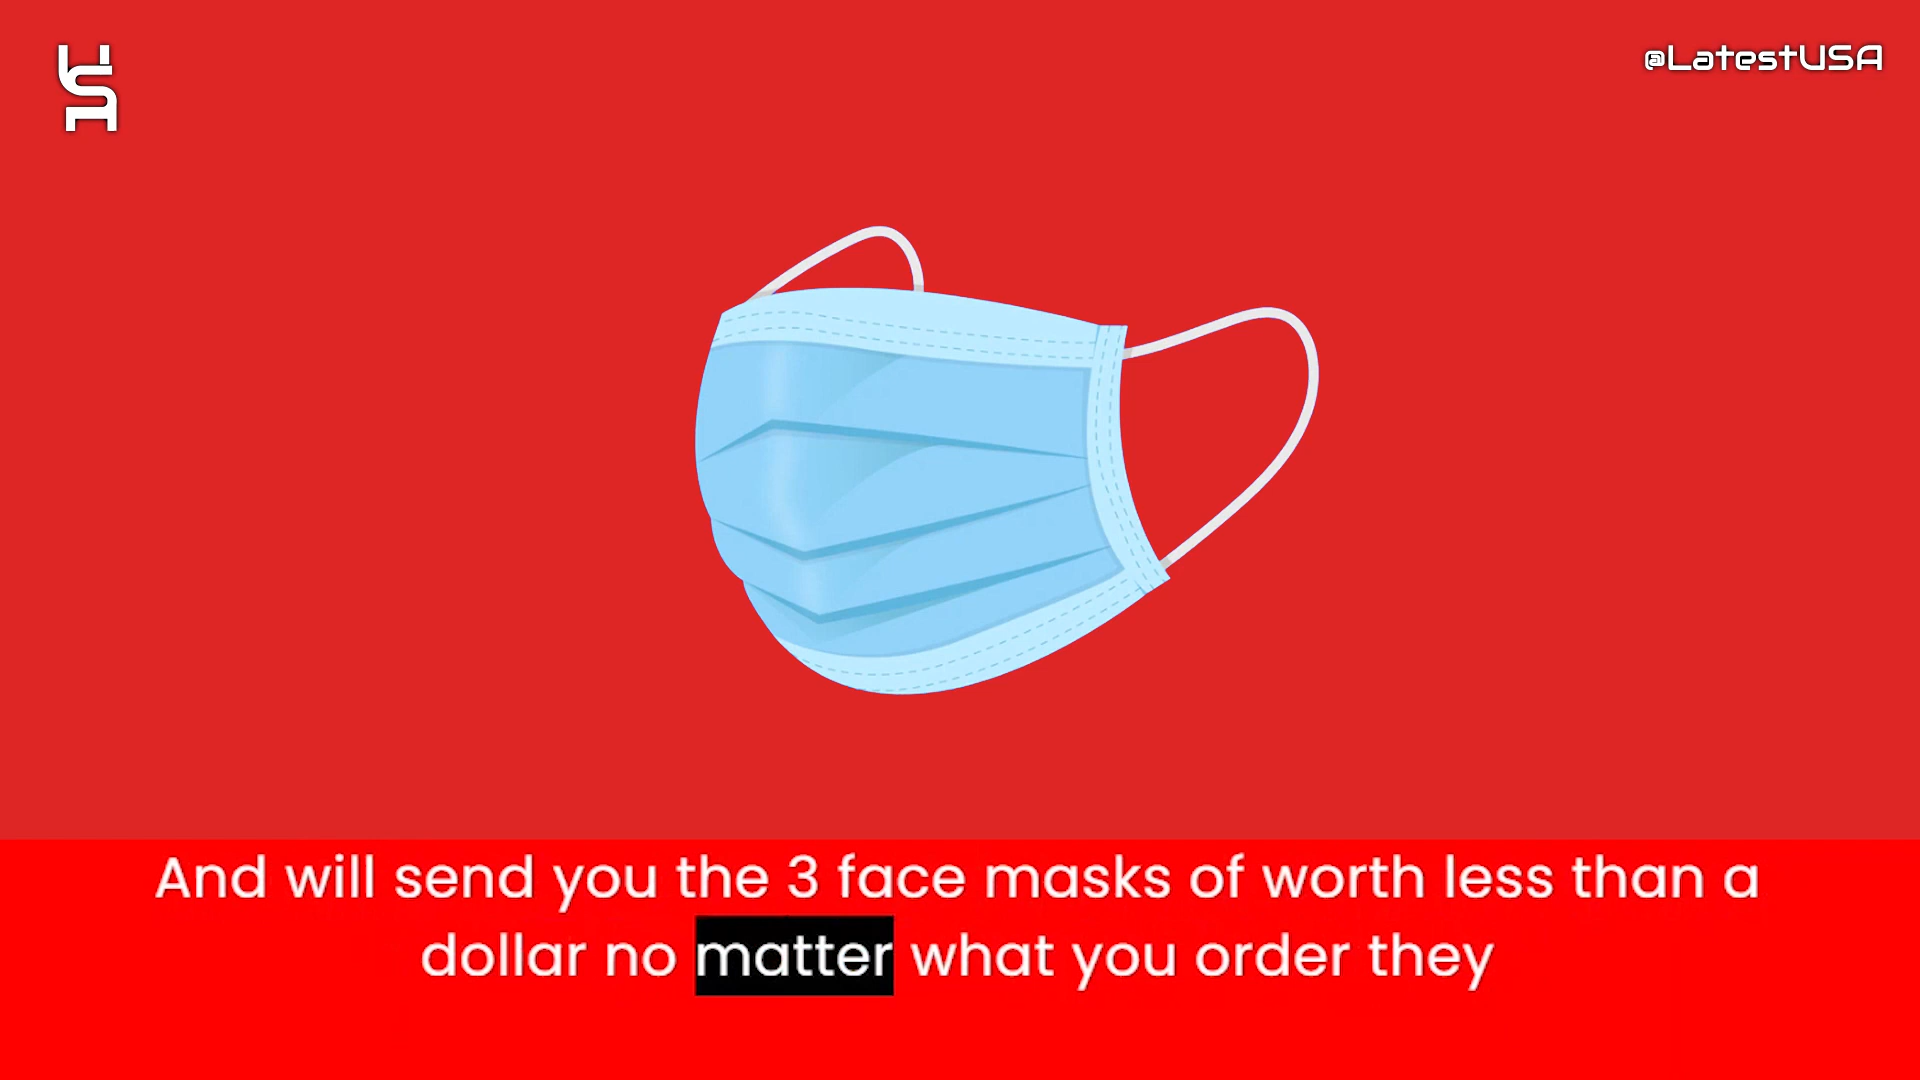 USA
@LatestUSA
And will send you the 3 face masks of worth less than a
dollar no matter what you order they